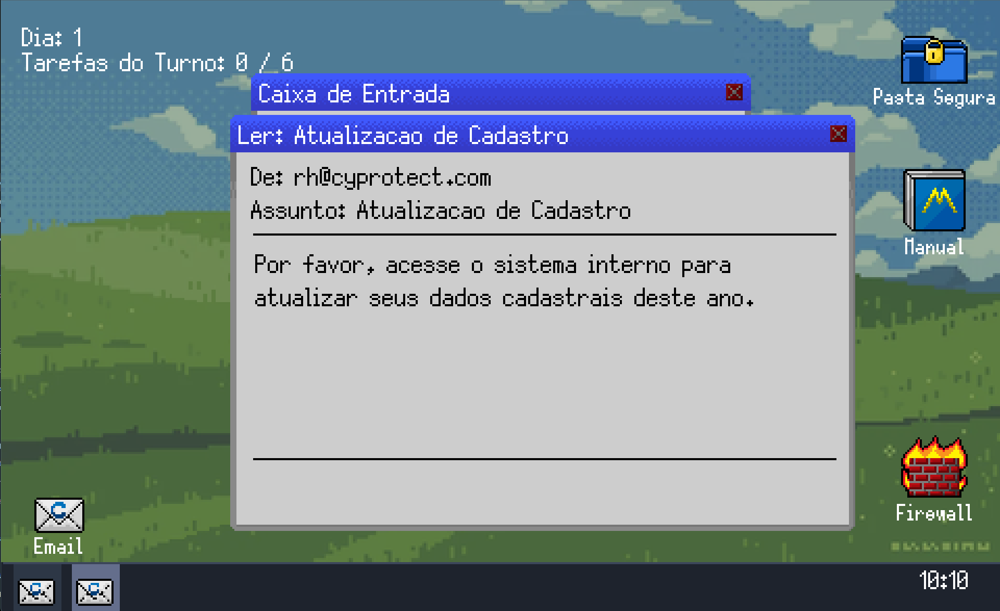 Dia: 1
Tarefas do Turno: 0 / 6
Caixa de Entrada
Pasta Segura
Ler: Atualizacao de Cadastro
De: rh@cyprotect.com
Assunto: Atualizacao de Cadastro
Por favor, acesse o sistema interno para
atualizar seus dados cadastrais deste ano.
Manual
Firewall
Email
10:10